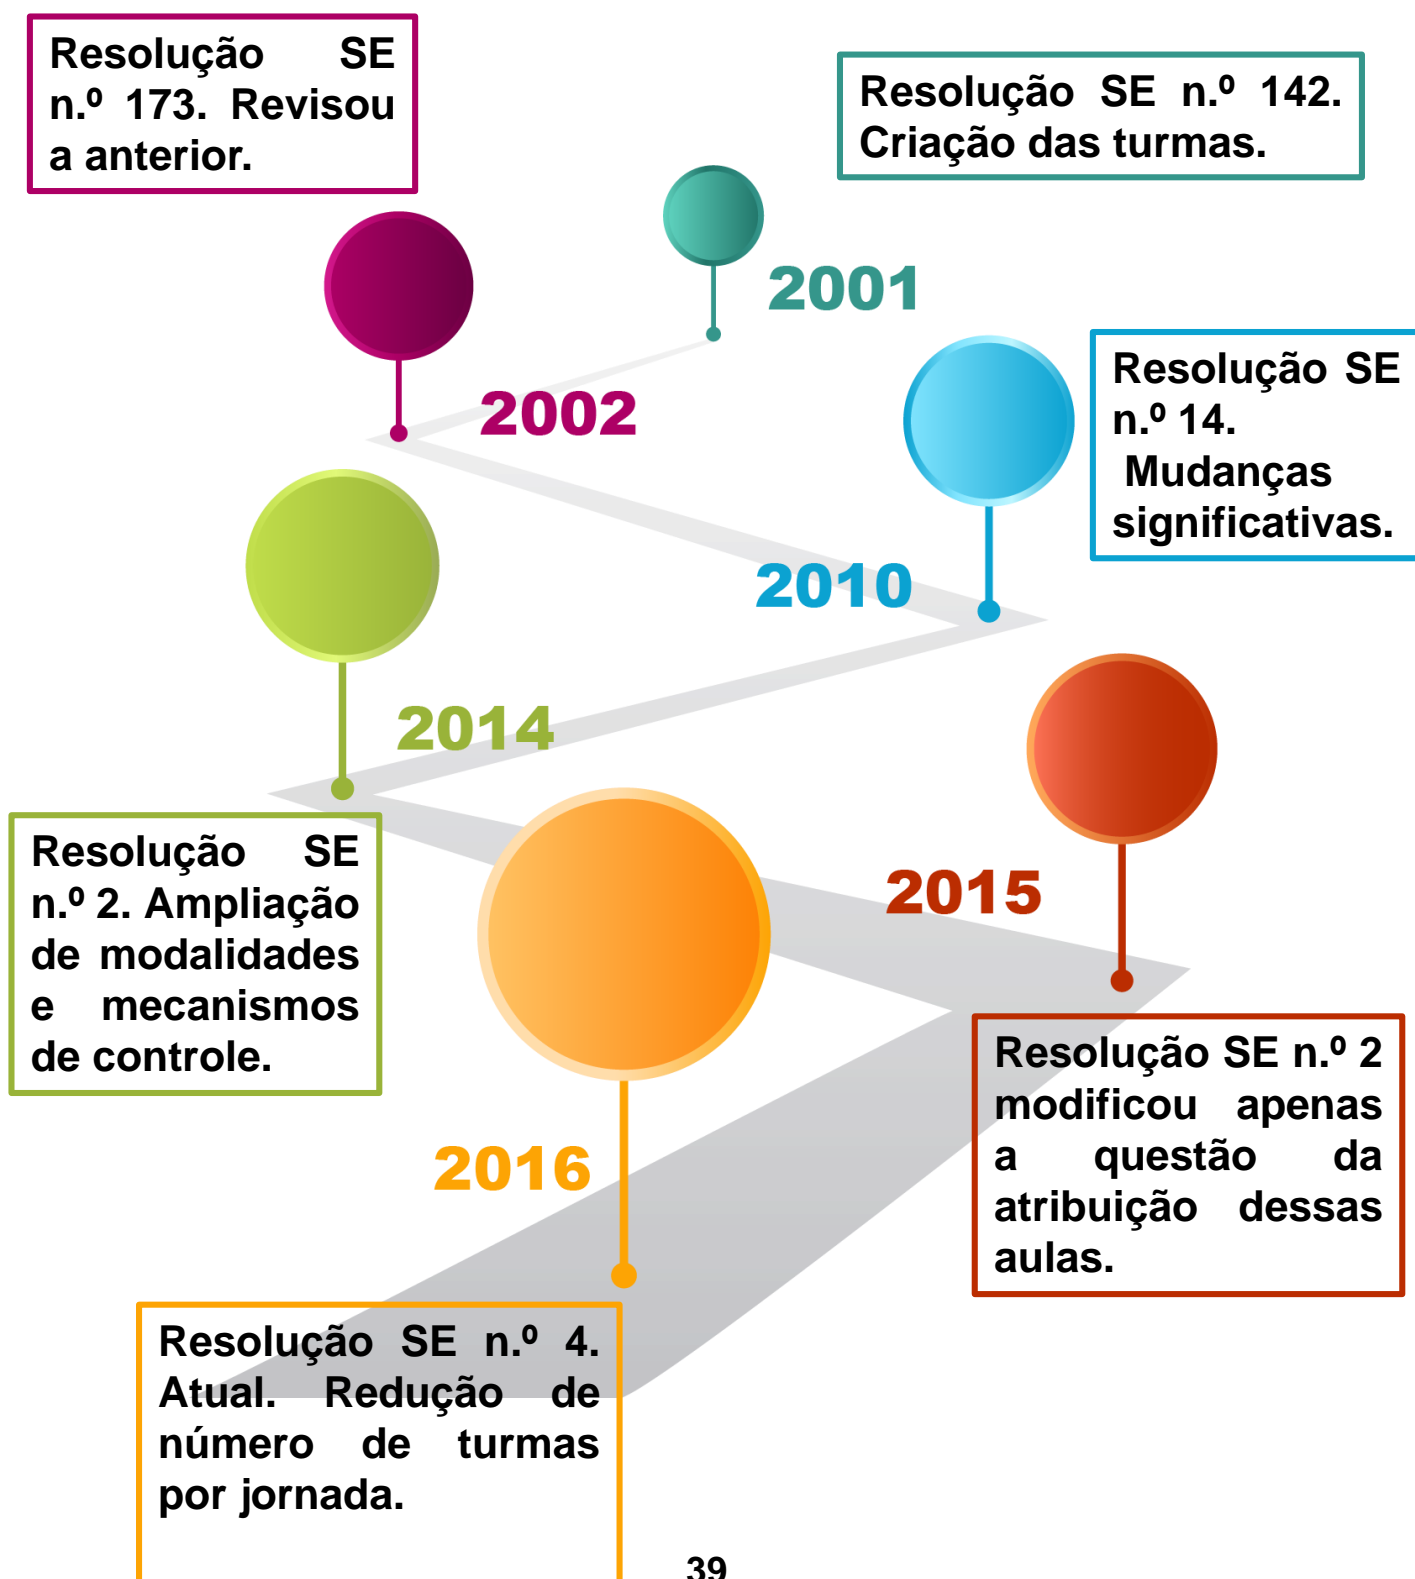 Resolução SE
n.º 173. Revisou
a anterior.
Resolução SE n.º 142.
Criação das turmas.
2001
2002
Resolução SE
n.º 14.
Mudanças
significativas.
2010
2014
Resolução SE
n.º 2. Ampliação
de modalidades
e mecanismos
de controle.
2015
Resolução SE n.º 2
modificou apenas
a questão da
atribuição dessas
aulas.
2016
Resolução SE n.º 4.
Atual. Redução de
número de turmas
por jornada.
39